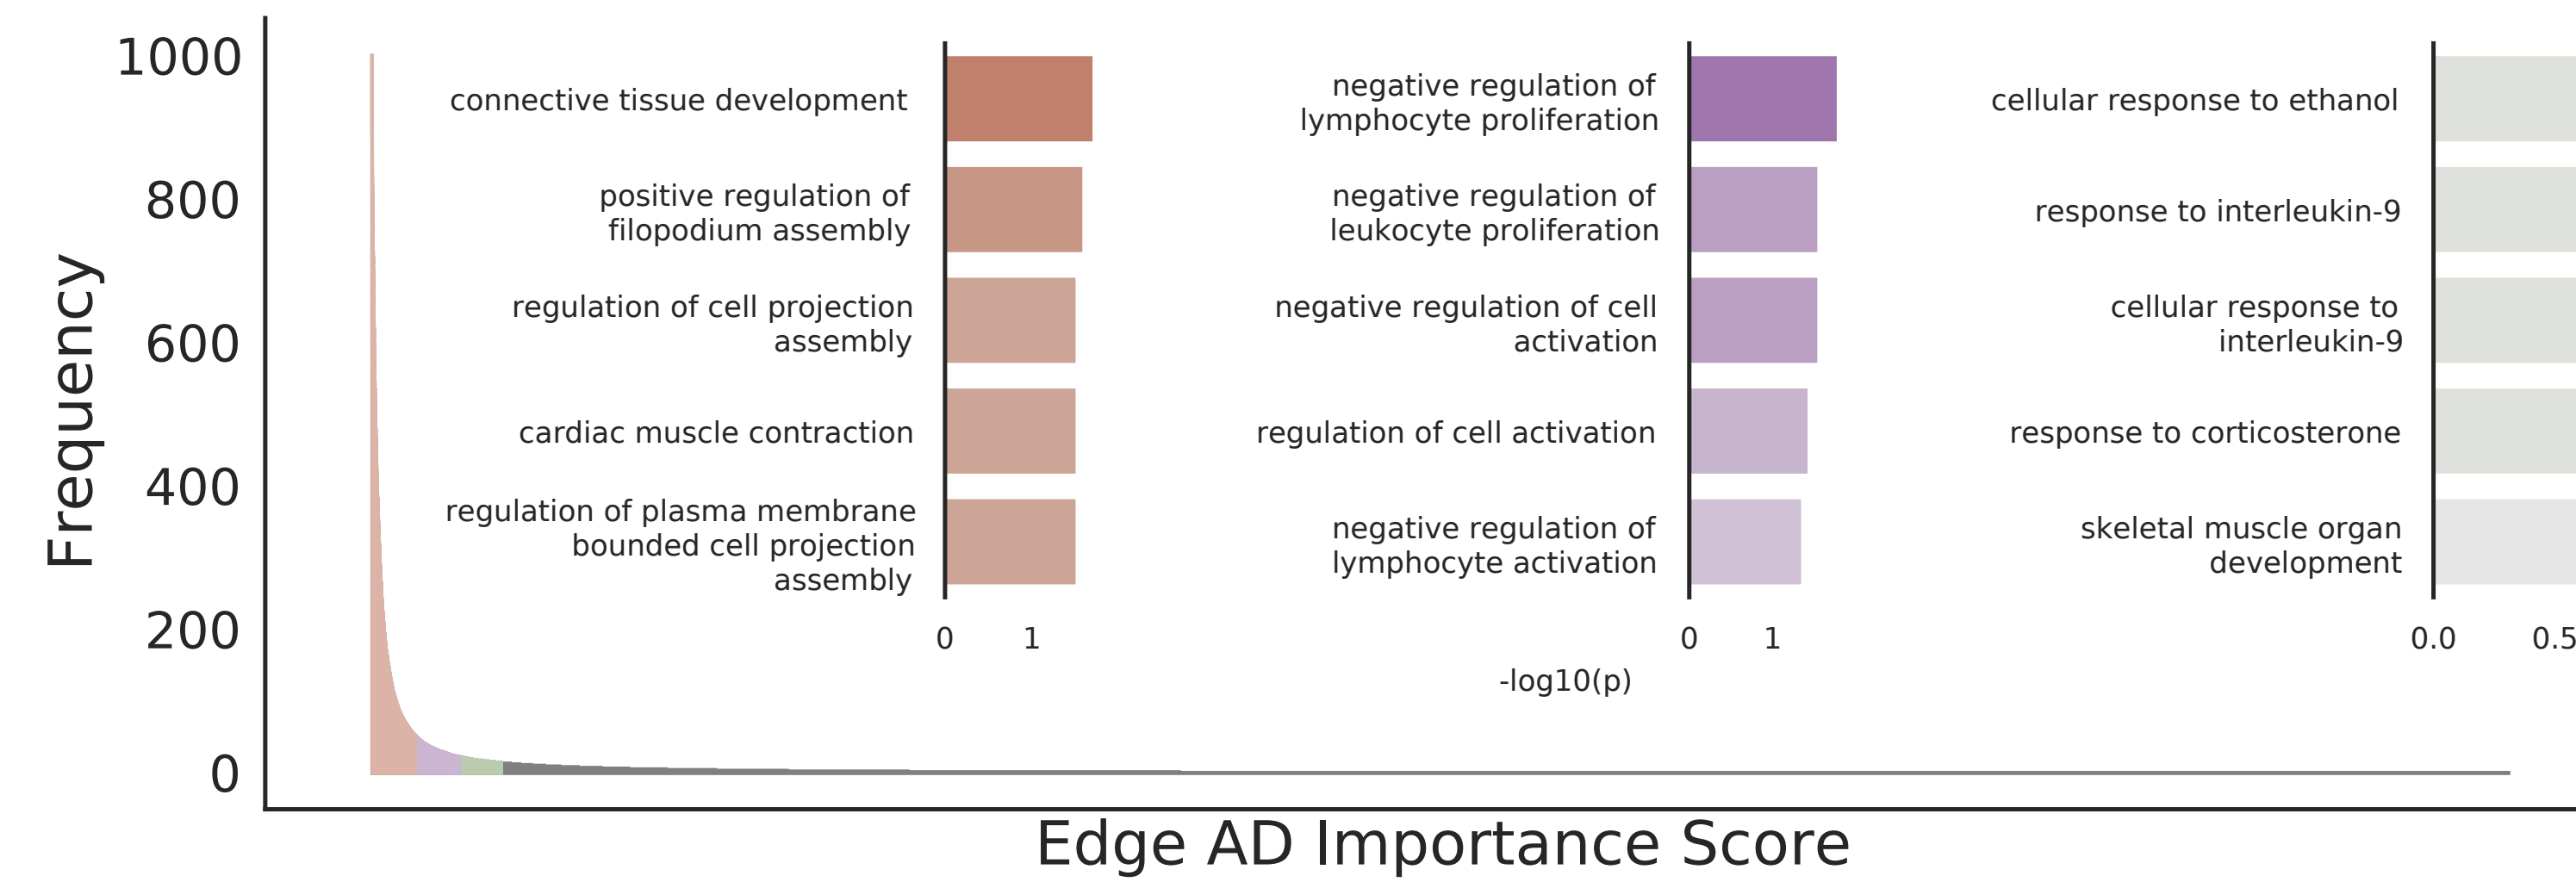 Frequency
1000
800
600
400
200
0
connective tissue development
positive regulation of
filopodium assembly
regulation of cell projection
assembly
cardiac muscle contraction
regulation of plasma membrane
bounded cell projection
assembly
0 1
negative regulation of
lymphocyte proliferation
negative regulation of
leukocyte proliferation
negative regulation of cell
activation
regulation of cell activation
negative regulation of
lymphocyte activation
0 1
-log10(p)
cellular response to ethanol
response to interleukin-9
cellular response to
interleukin-9
response to corticosterone
skeletal muscle organ
development
0.0 0.5
Edge AD Importance Score